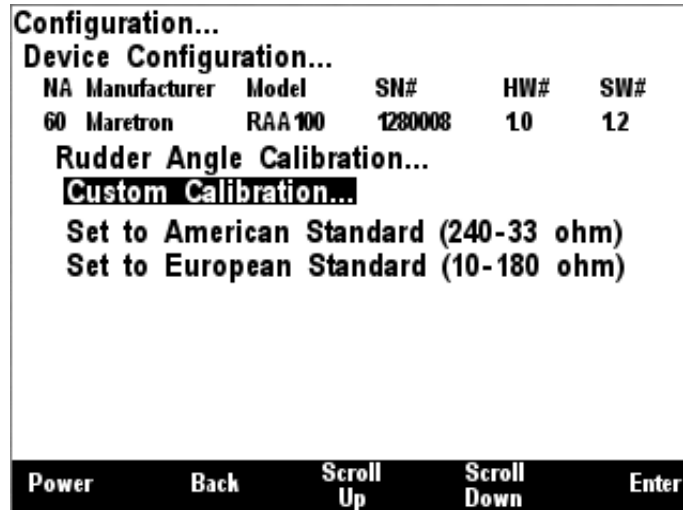 Configuration...
Device Configuration...
NA Manufacturer Model SN# HW# SW#
60 Maretron RAA100 1280008 1.0 1.2
Rudder Angle Calibration...
Custom Calibration...
Set to American Standard (240-33 ohm)
Set to European Standard (10-180 ohm)
Power Back Scroll Up Scroll Down Enter